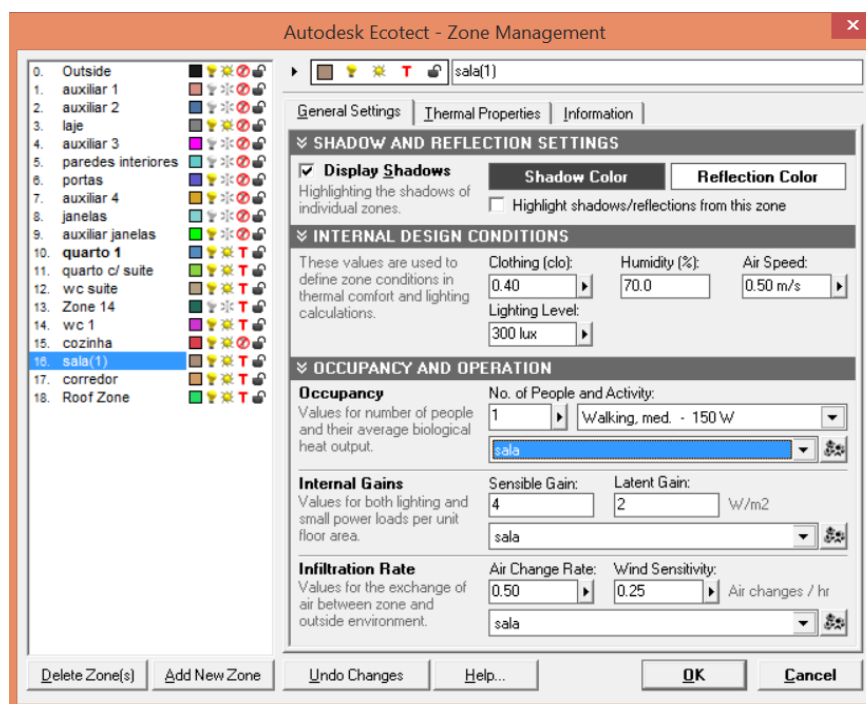 Autodesk Ecotect - Zone Management
x
0. Outside
1. auxiliar 1
2. auxiliar 2
3. laje
4. auxiliar 3
5. paredes interiores
6. portas
7. auxiliar 4
8. janelas
9. auxiliar janelas
10. quarto 1
11. quarto c/ suite
12. wc suite
13. Zone 14
14. wc 1
15. cozinha
16. sala(1)
17. corredor
18. Roof Zone
T sala(1)
General Settings Thermal Properties Information
SHADOW AND REFLECTION SETTINGS
Display Shadows Shadow Color Reflection Color
Highlighting the shadows of
individual zones.
Highlight shadows/reflections from this zone
INTERNAL DESIGN CONDITIONS
These values are used to
define zone conditions in
thermal comfort and lighting
calculations.
Clothing (clo): Humidity (%): Air Speed:
0.40 70.0 0.50 m/s
Lighting Level:
300 lux
OCCUPANCY AND OPERATION
Occupancy
Values for number of people
and their average biological
heat output.
No. of People and Activity:
1 Walking, med. - 150 W
sala
Internal Gains
Values for both lighting and
small power loads per unit
floor area.
Sensible Gain: Latent Gain:
4 2 W/m2
sala
Infiltration Rate
Values for the exchange of
air between zone and
outside environment.
Air Change Rate: Wind Sensitivity:
0.50 0.25 Air changes / hr
sala
Delete Zone(s) Add New Zone Undo Changes Help... OK Cancel